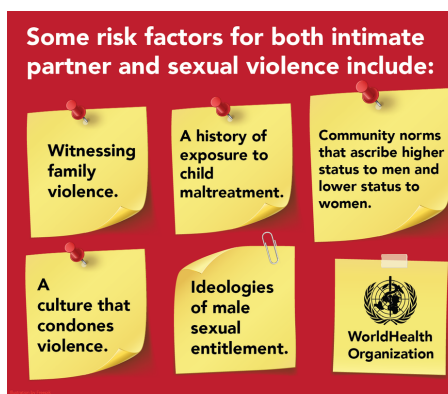 Some risk factors for both intimate
partner and sexual violence include:
Witnessing
family
violence.
A history of
exposure to
child
maltreatment.
Community norms
that ascribe higher
status to men and
lower status to
women.
A
culture that
condones
violence.
Ideologies
of male
sexual
entitlement.
WorldHealth
Organization